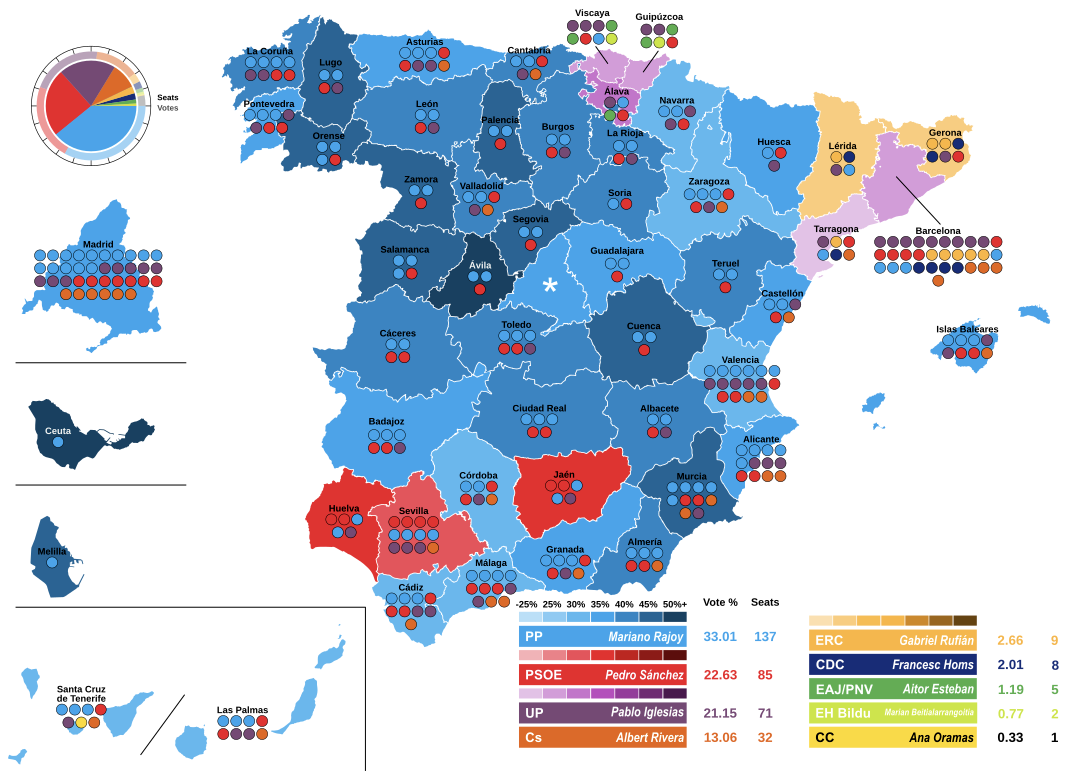 Viscaya
Guipúzcoa
La Coruña
Lugo
Asturias
Cantabria
Seats
Votes
Álava
Navarra
Pontevedra
León
Palencia
Burgos
La Rioja
Orense
Huesca
Lérida
Gerona
Zamora
Valladolid
Soria
Zaragoza
Segovia
Tarragona
Barcelona
Madrid
Salamanca
Ávila
Guadalajara
Teruel
*
Castellón
Cáceres
Toledo
Cuenca
Islas Baleares
Valencia
Badajoz
Ciudad Real
Albacete
Ceuta
Alicante
Córdoba
Jaén
Murcia
Huelva
Sevilla
Melilla
Granada
Almería
Málaga
Cádiz
-25% 25% 30% 35% 40% 45% 50%+ Vote % Seats
PP Mariano Rajoy 33.01 137
PSOE Pedro Sánchez 22.63 85
UP Pablo Iglesias 21.15 71
Cs Albert Rivera 13.06 32
ERC Gabriel Rufián 2.66 9
CDC Francesc Homs 2.01 8
EAJ/PNV Aitor Esteban 1.19 5
EH Bildu Marian Beitialarrangoitia 0.77 2
CC Ana Oramas 0.33 1
Santa Cruz
de Tenerife
Las Palmas